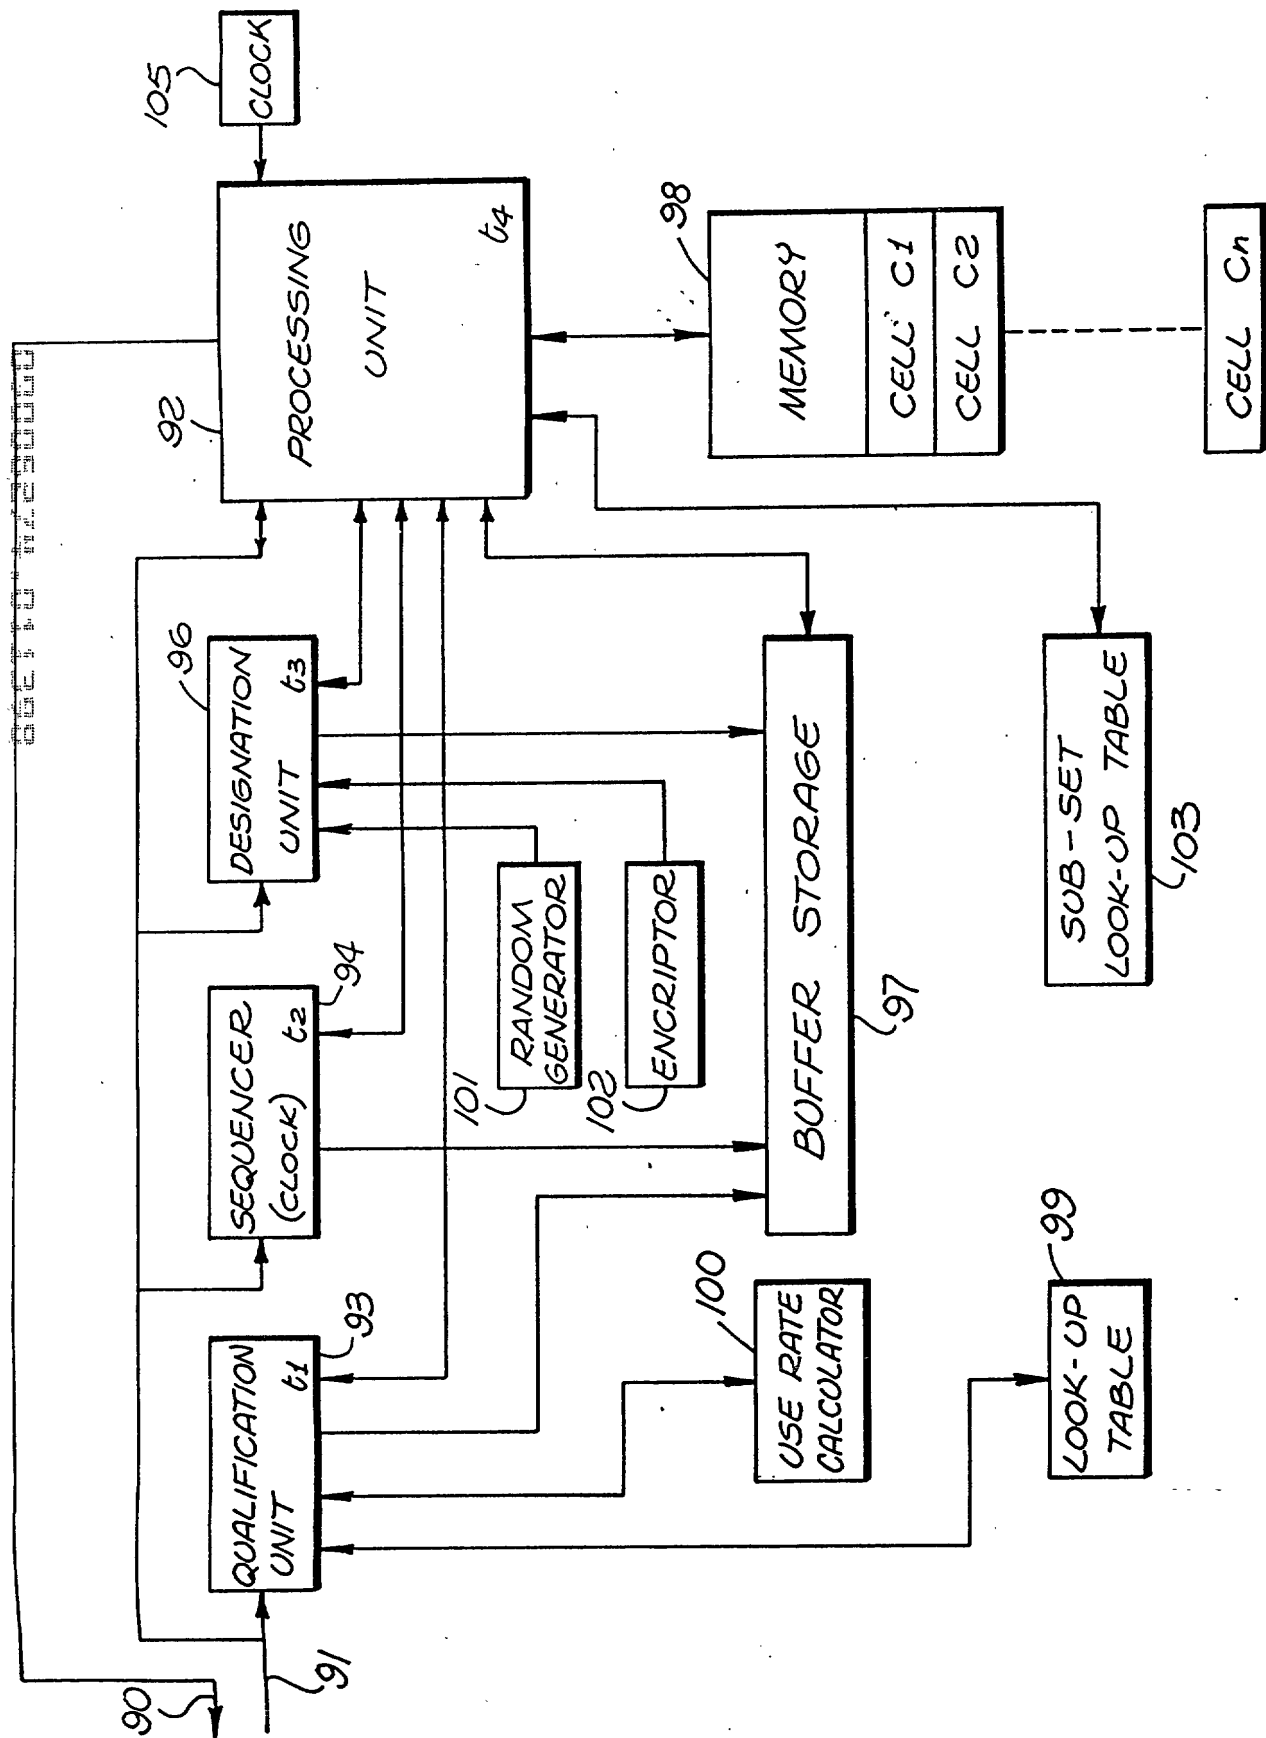 90
91
QUALIFICATION
UNIT
t1
93
SEQUENCER
(CLOCK)
t2
94
DESIGNATION
UNIT
t3
96
92
PROCESSING
UNIT
t4
105
CLOCK
101
RANDOM
GENERATOR
102
ENCRIPTOR
100
USE RATE
CALCULATOR
BUFFER STORAGE
97
98
MEMORY
CELL C1
CELL C2
CELL Cn
99
LOOK-UP
TABLE
SUB-SET
LOOK-UP TABLE
103